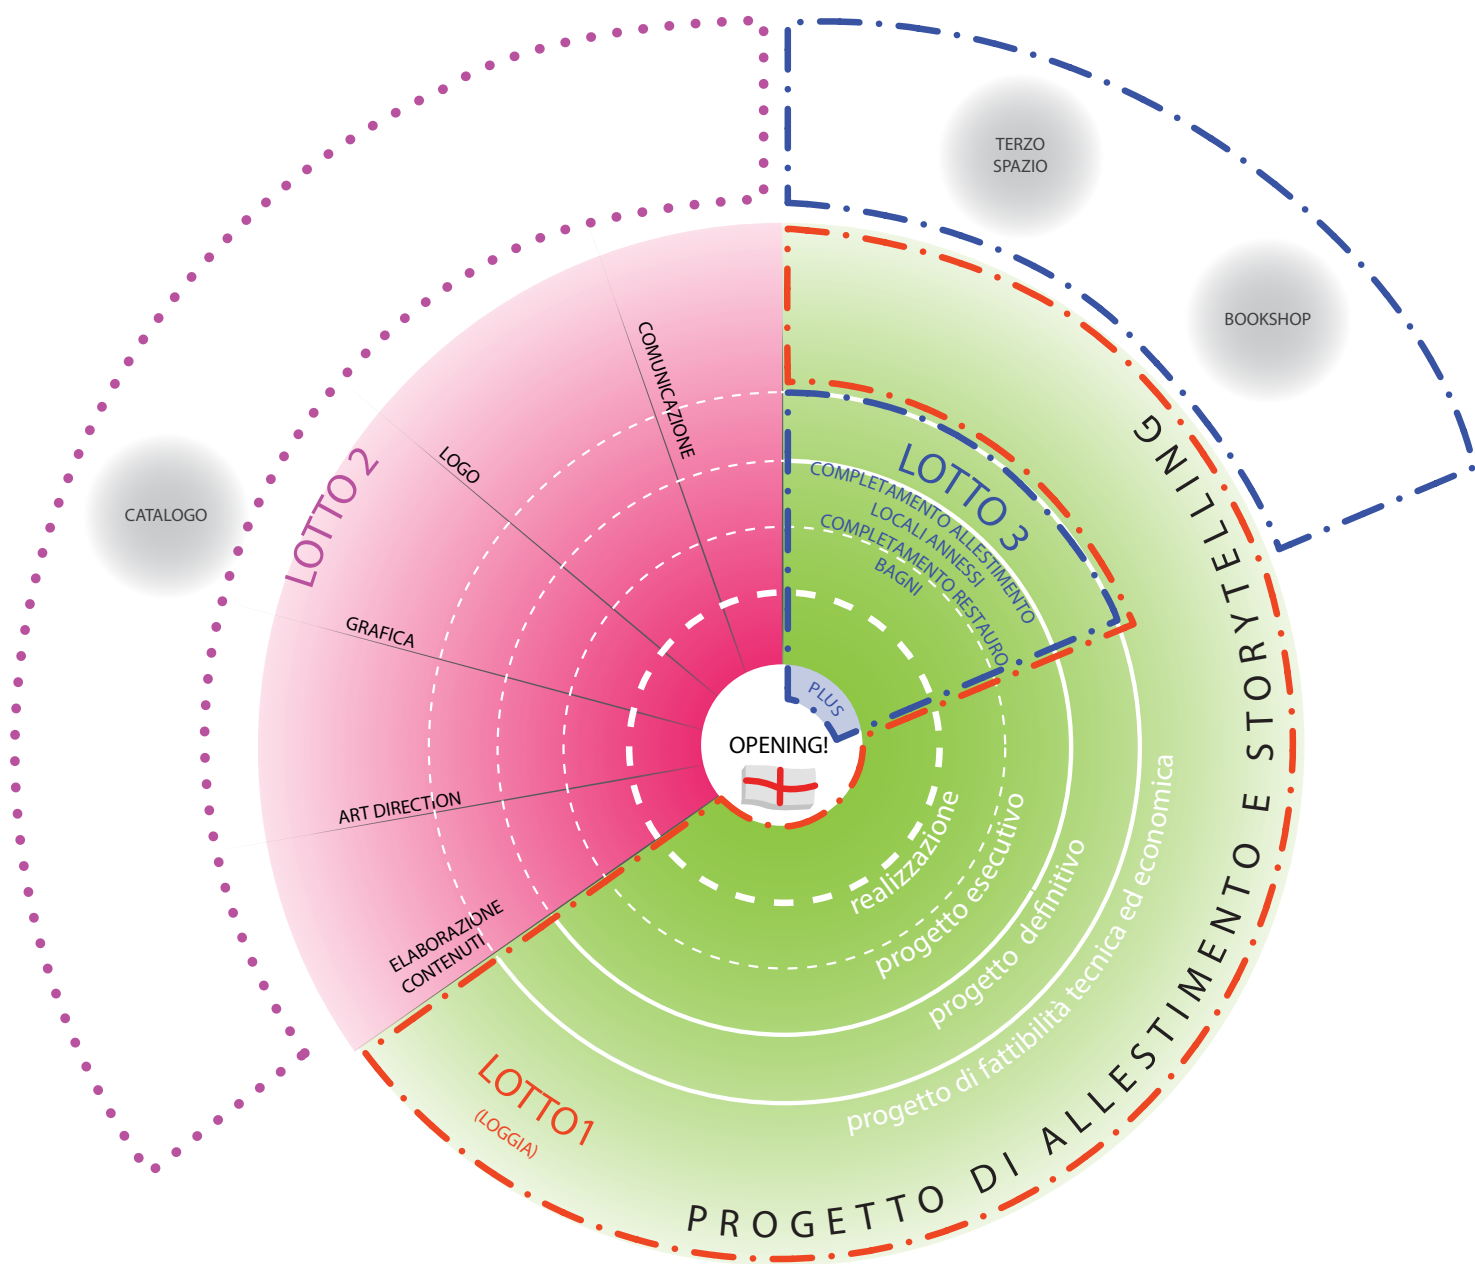 TERZO
SPAZIO
BOOKSHOP
CATALOGO
LOTTO 2
COMUNICAZIONE
LOGO
GRAFICA
ART DIRECTION
ELABORAZIONE
CONTENUTI
LOTTO 3
COMPLETAMENTO ALLESTIMENTO
LOCALI ANNESSI
COMPLETAMENTO RESTAURO
BAGNI
PLUS
OPENING!
realizzazione
progetto esecutivo
progetto definitivo
progetto di fattibilità tecnica ed economica
PROGETTO DI ALLESTIMENTO E STORYTELLING
LOTTO1
(LOGGIA)